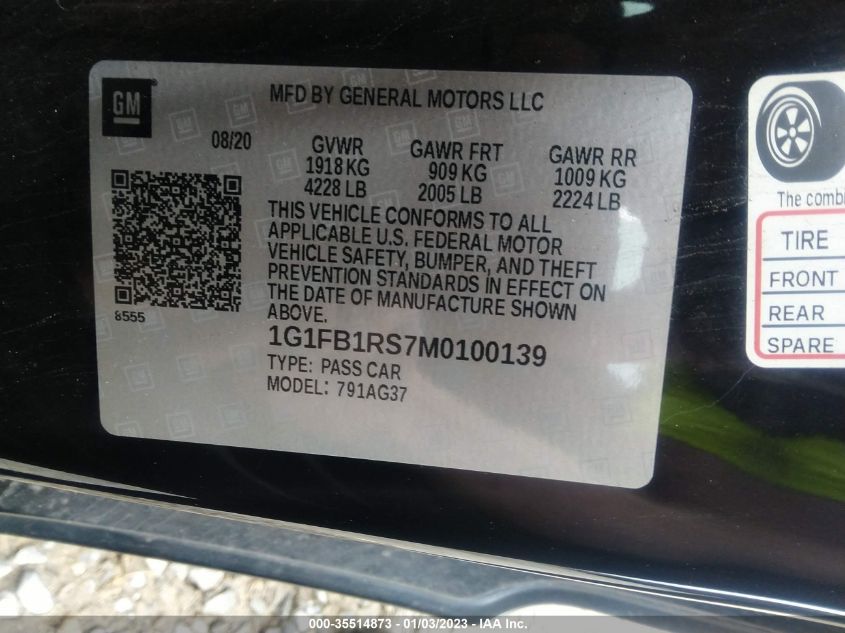 GM
MFD BY GENERAL MOTORS LLC
08/20
GVWR GAWR FRT GAWR RR
1918 KG 909 KG 1009 KG
4228 LB 2005 LB 2224 LB
THIS VEHICLE CONFORMS TO ALL
APPLICABLE U.S. FEDERAL MOTOR
VEHICLE SAFETY, BUMPER, AND THEFT
PREVENTION STANDARDS IN EFFECT ON
THE DATE OF MANUFACTURE SHOWN
ABOVE.
8555
1G1FB1RS7M0100139
TYPE: PASS CAR
MODEL: 791AG37
The combi
TIRE
FRONT
REAR
SPARE
000-35514873 - 01/03/2023 - IAA Inc.